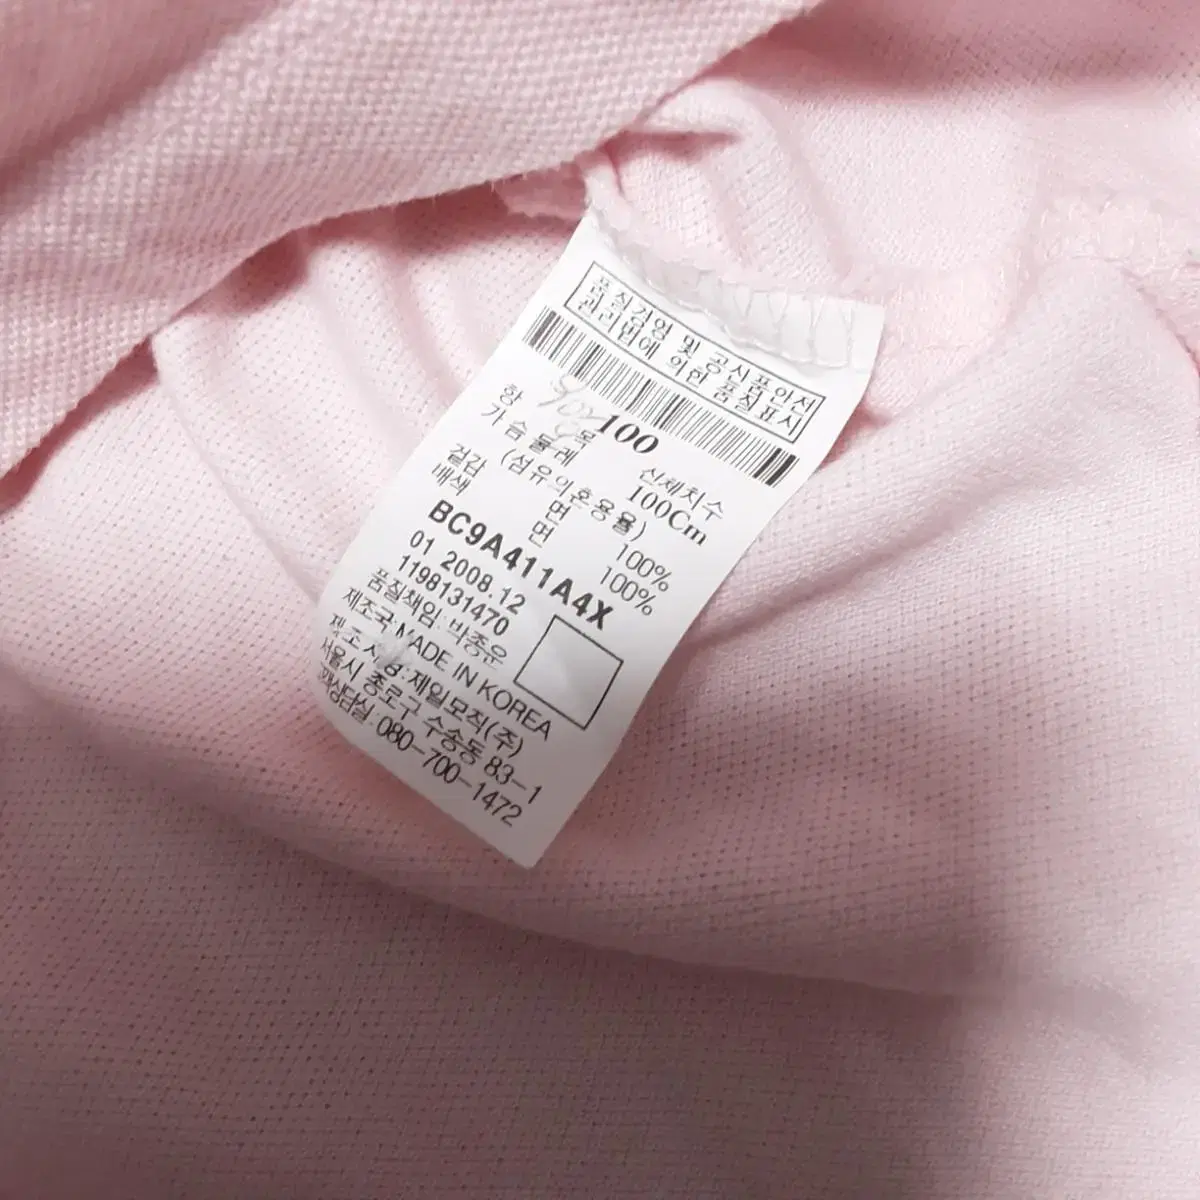 품질경영 및 공산품안전
관리법에 의한 품질표시
100
항 목 신체치수
가슴둘레 100Cm
(섬유의혼용율)
겉감 면 100%
배색 면 100%
BC9A411A4X
01 2008.12
1198131470
품질책임: 박종운
제조국:MADE IN KOREA
제조자명:제일모직(주)
서울시 종로구 수송동 83-1
080-700-1472